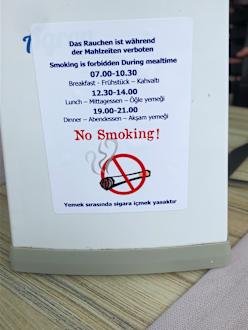 Das Rauchen ist während
der Mahlzeiten verboten
Smoking is forbidden During mealtime
07.00-10.30
Breakfast - Frühstück – Kahvaltı
12.30-14.00
Lunch – Mittagessen – Öğle yemeği
19.00-21.00
Dinner – Abendessen – Akşam yemeği
No Smoking!
Yemek sırasında sigara içmek yasaktır